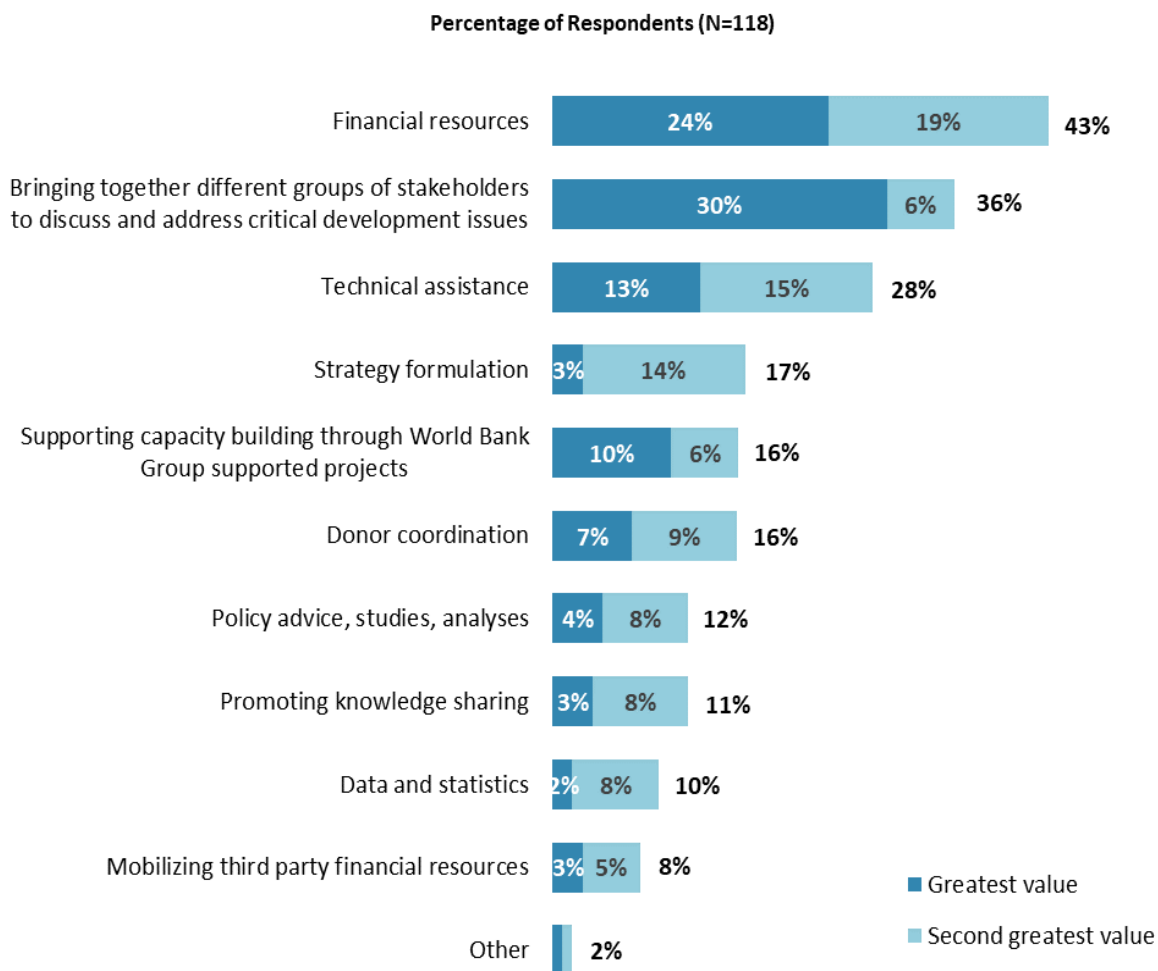 Percentage of Respondents (N=118)
Financial resources
24%
19%
43%
Bringing together different groups of stakeholders
to discuss and address critical development issues
30%
6%
36%
Technical assistance
13%
15%
28%
Strategy formulation
3%
14%
17%
Supporting capacity building through World Bank
Group supported projects
10%
6%
16%
Donor coordination
7%
9%
16%
Policy advice, studies, analyses
4%
8%
12%
Promoting knowledge sharing
3%
8%
11%
Data and statistics
2%
8%
10%
Mobilizing third party financial resources
3%
5%
8%
Greatest value
Other
2%
Second greatest value